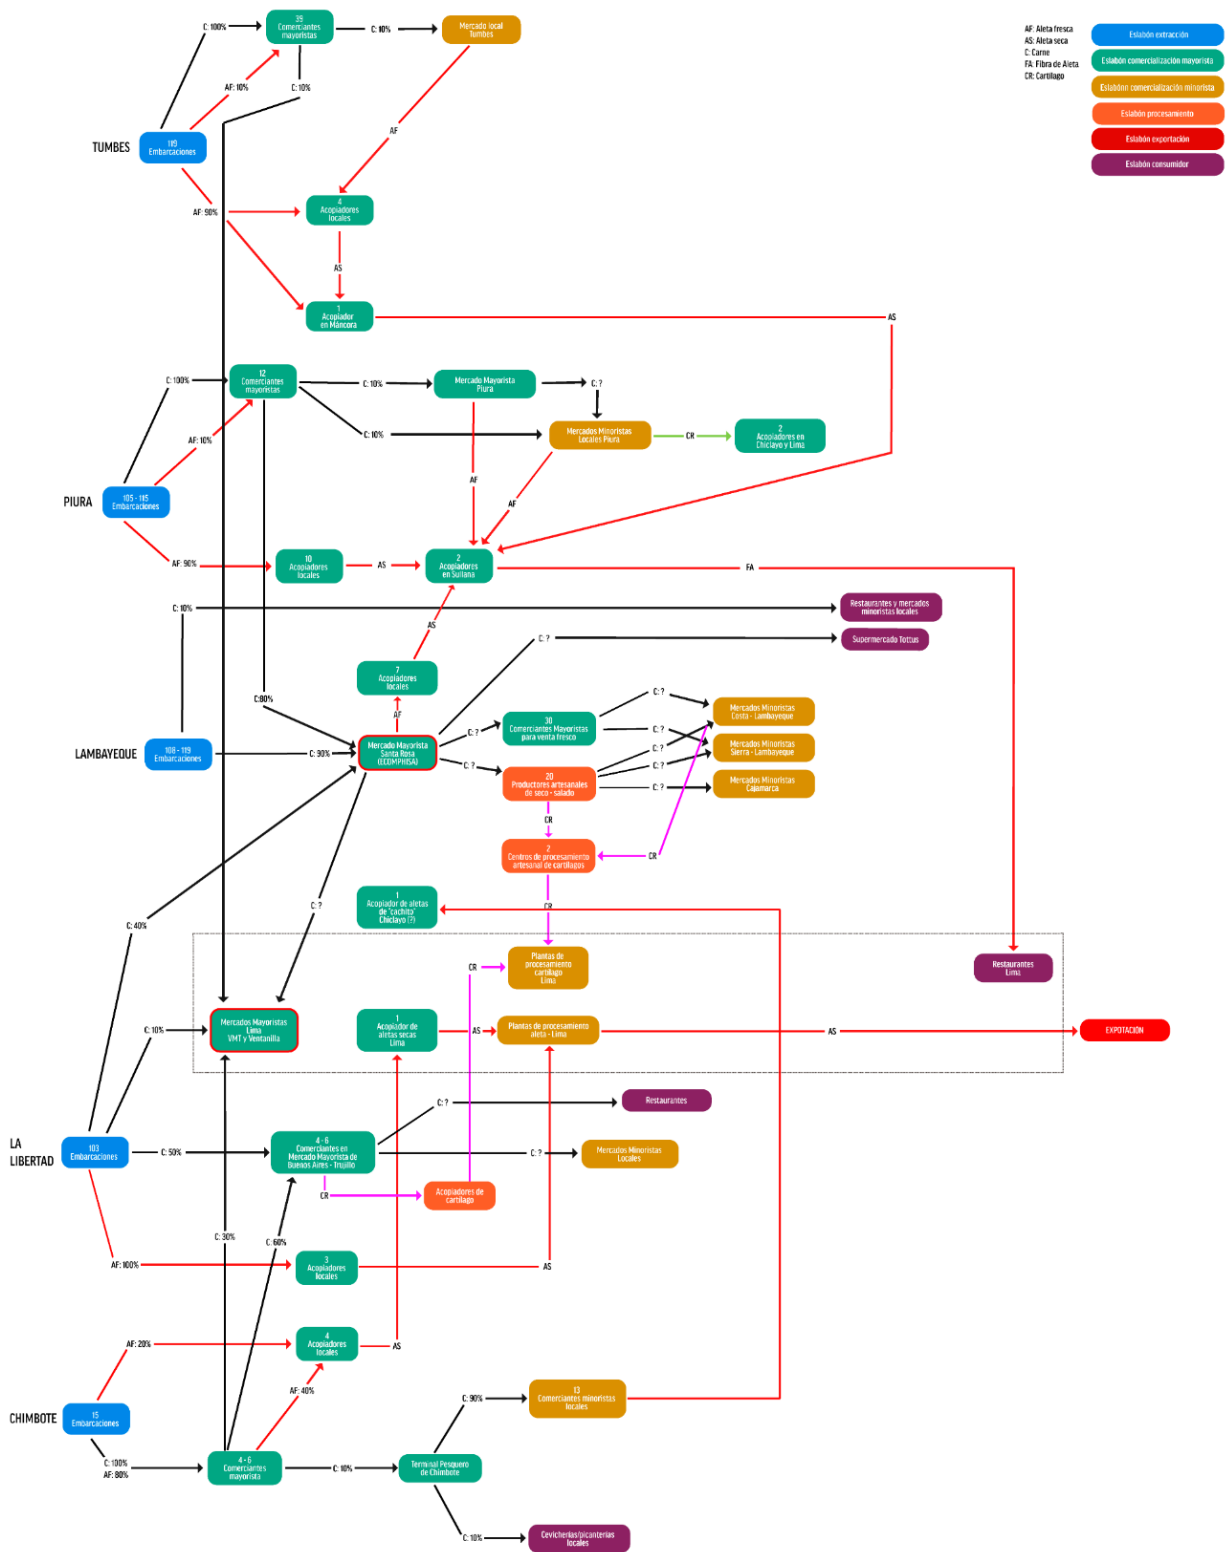 AF: Aleta fresca
AS: Aleta seca
C: Carne
FA: Fibra de Aleta
CR: Cartílago
Eslabón extracción
Eslabón comercialización mayorista
Eslabónn comercialización minorista
Eslabón procesamiento
Eslabón exportación
Eslabón consumidor
TUMBES
119
Embarcaciones
C: 100%
AF: 10%
AF: 90%
39
Comerciantes
mayoristas
C: 10%
C: 10%
Mercado local
Tumbes
AF
4
Acopiadores
locales
AS
1
Acopiador
en Máncora
AS
PIURA
105 - 115
Embarcaciones
C: 100%
AF: 10%
AF: 90%
12
Comerciantes
mayoristas
C: 10%
C: 10%
Mercado Mayorista
Piura
C: ?
Mercados Minoristas
Locales Piura
CR
2
Acopiadores en
Chiclayo y Lima
AF
AF
10
Acopiadores
locales
AS
2
Acopiadores
en Sullana
FA
LAMBAYEQUE
108 - 119
Embarcaciones
C: 10%
C: 90%
C:80%
Restaurantes y mercados
minoristas locales
Supermercado Tottus
AS
7
Acopiadores
locales
AF
Mercado Mayorista
Santa Rosa
(ECOMPHISA)
C: ?
C: ?
C: ?
30
Comerciantes Mayoristas
para venta fresco
20
Productores artesanales
de seco - salado
C: ?
C: ?
C: ?
C: ?
C: ?
Mercados Minoristas
Costa - Lambayeque
Mercados Minoristas
Sierra - Lambayeque
Mercados Minoristas
Cajamarca
CR
CR
2
Centros de procesamiento
artesonal de cartílagos
CR
1
Acopiador de aletas
de "cachito"
Chiclayo (?)
C: ?
C: 40%
Plantas de
procesamiento
cartílago
Lima
CR
Restaurantes
Lima
C: 10%
Mercados Mayoristas
Lima
VMT y Ventanilla
1
Acopiador de
aletas secas
Lima
AS
Plantas de procesamiento
aleta - Lima
AS
EXPOTACIÓN
LA
LIBERTAD
103
Embarcaciones
C: 50%
AF: 100%
4 - 6
Comerciantes en
Mercado Mayorista de
Buenos Aires - Trujillo
C: ?
Restaurantes
C: ?
Mercados Minoristas
Locales
CR
Acopiadores de
cartílago
C: 30%
C: 60%
3
Acopiadores
locales
AS
CHIMBOTE
15
Embarcaciones
AF: 20%
C: 100%
AF: 80%
4
Acopiadores
locales
AS
AF: 40%
4 - 6
Comerciantes
mayorista
C: 10%
Terminal Pesquero
de Chimbote
C: 90%
13
Comerciantes minoristas
locales
C: 10%
Cevicherías/picanterías
locales